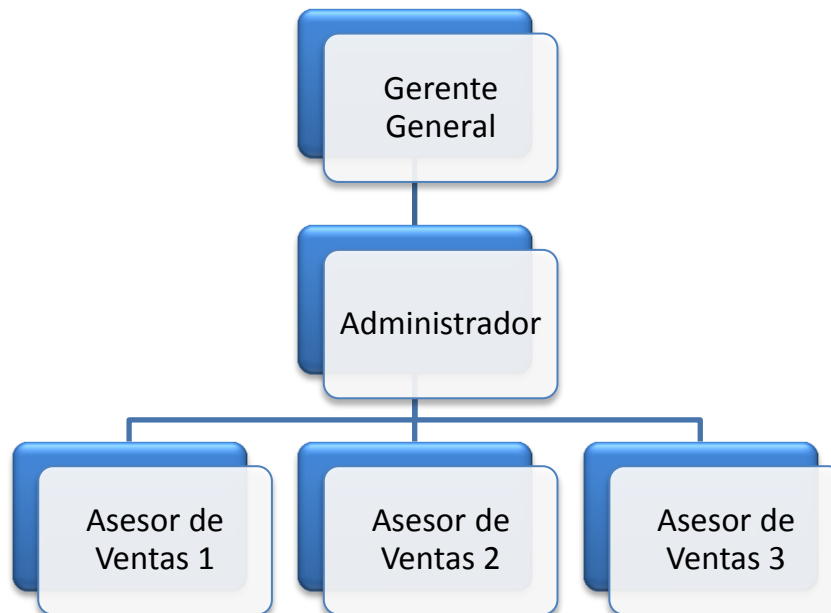 Gerente
General
Administrador
Asesor de
Ventas 1
Asesor de
Ventas 2
Asesor de
Ventas 3